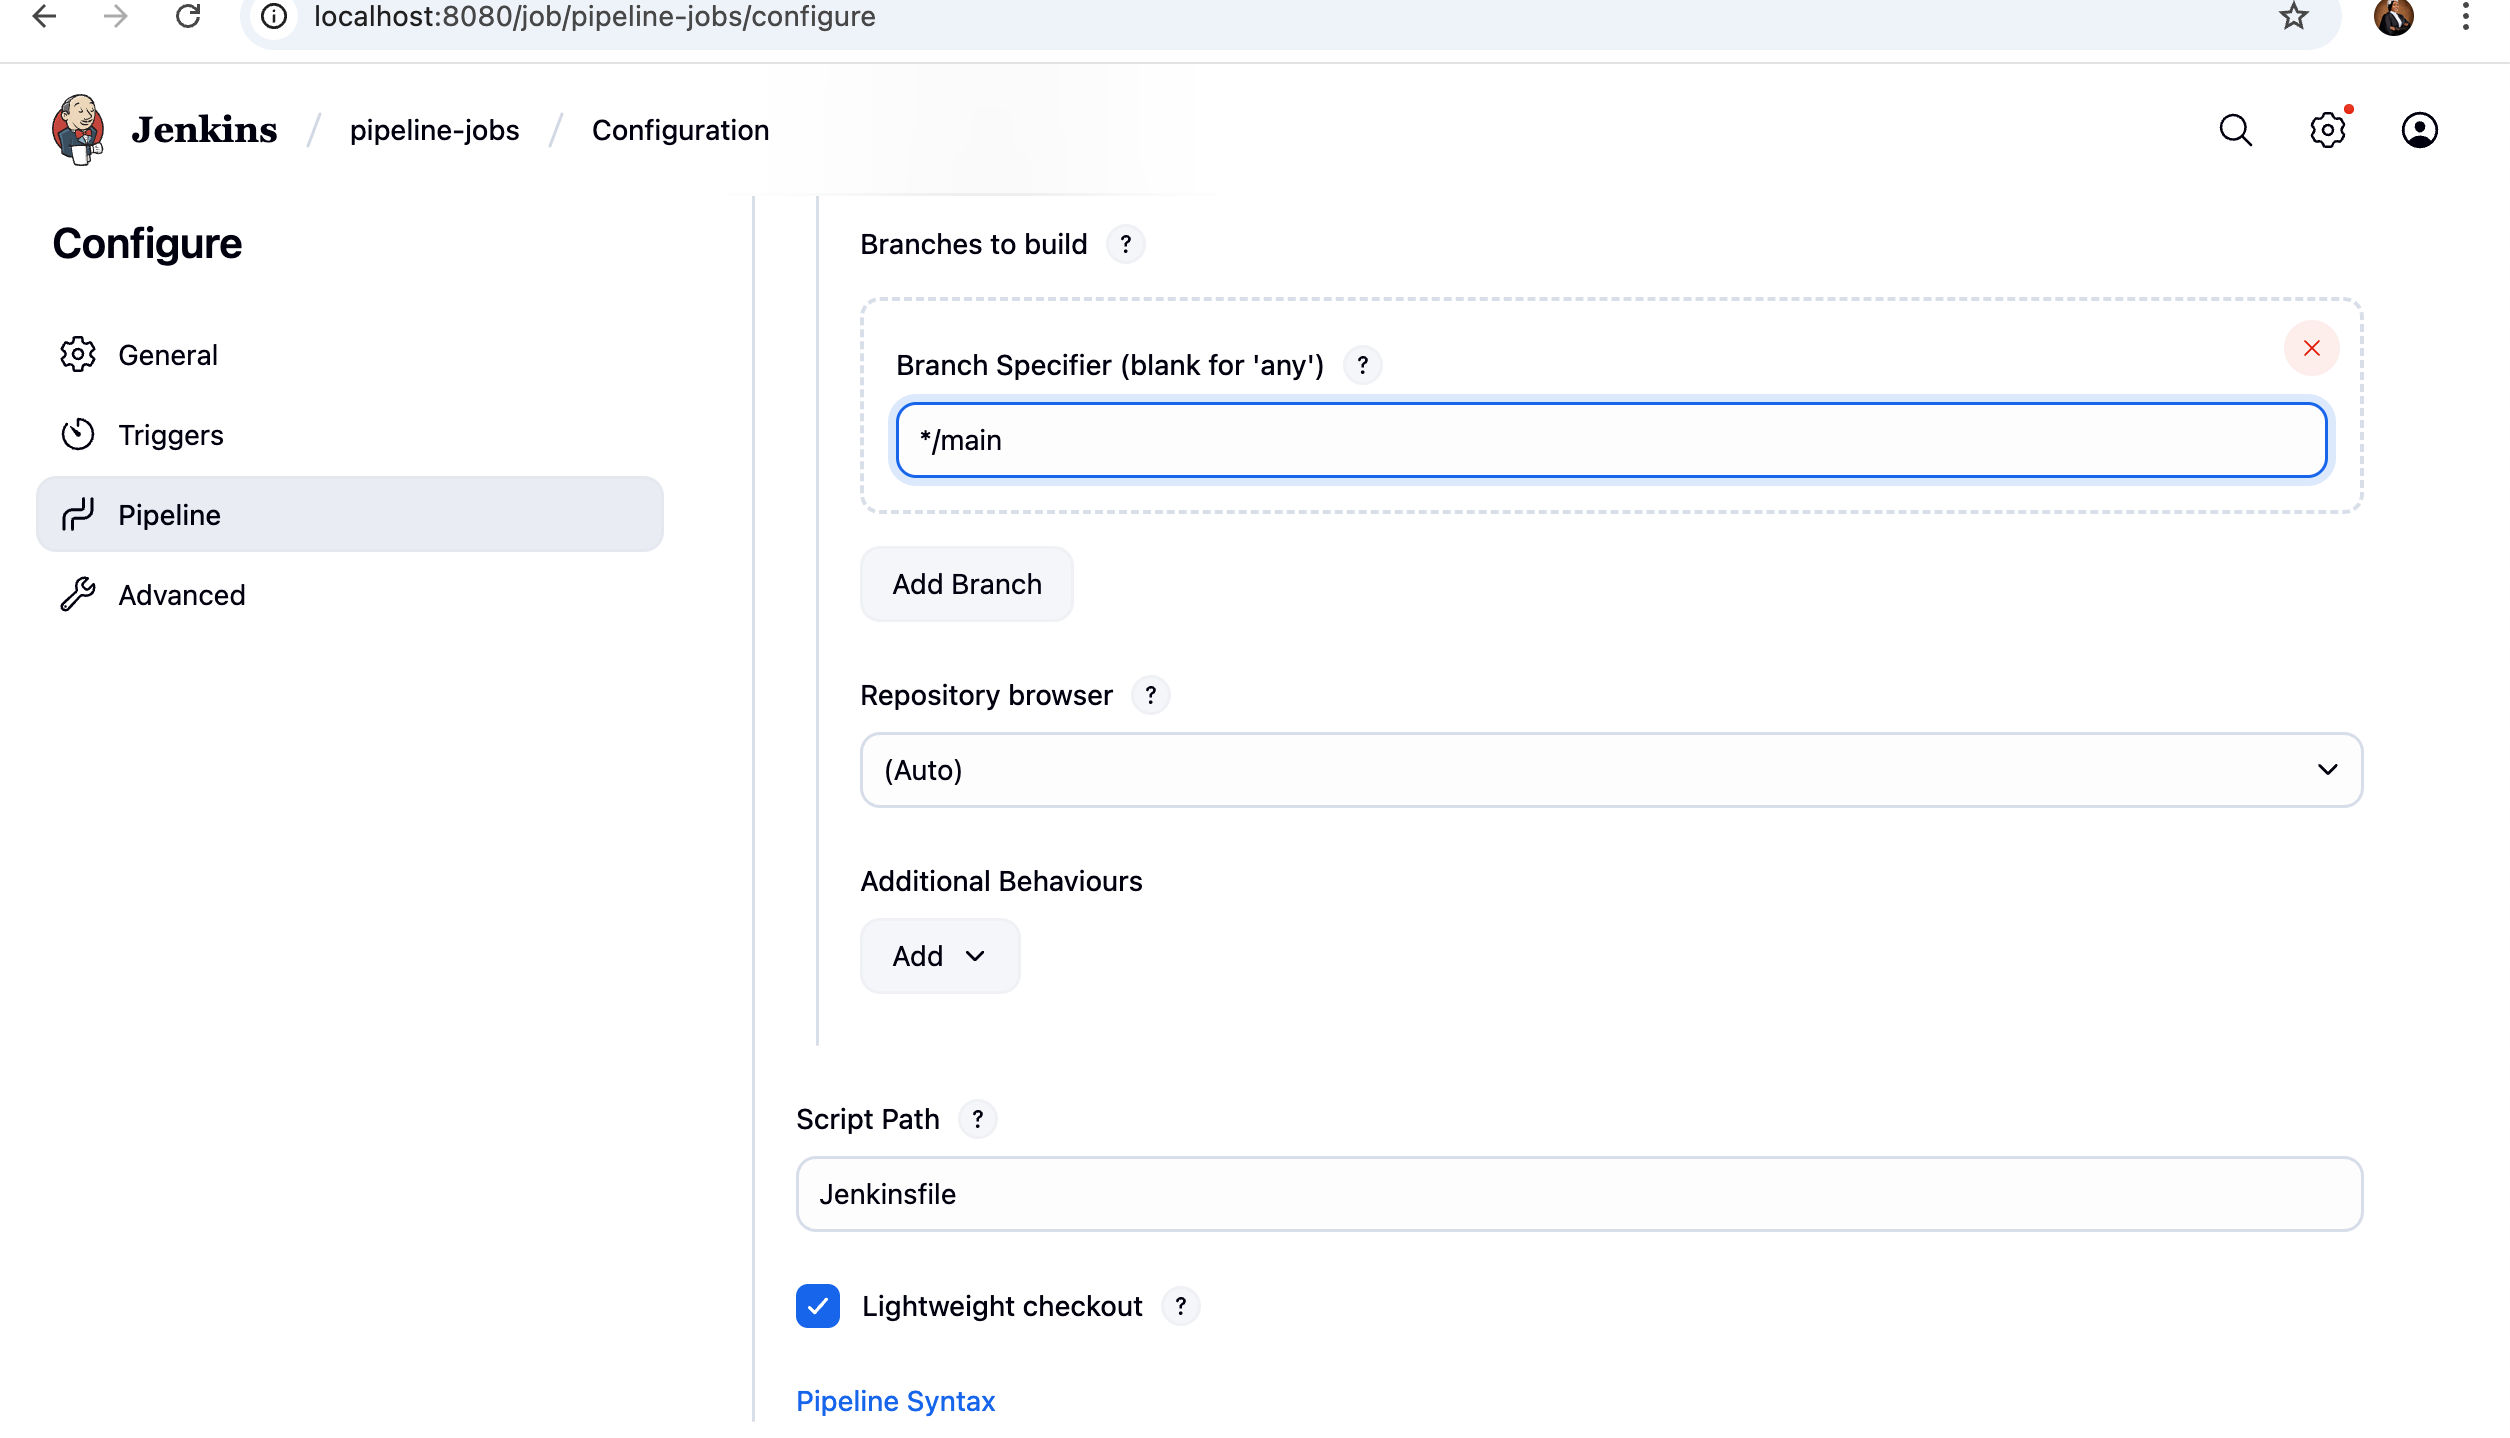 localhost:8080/job/pipeline-jobs/configure
Jenkins / pipeline-jobs / Configuration
Configure
General
Triggers
Pipeline
Advanced
Branches to build ?
Branch Specifier (blank for 'any') ?
*/main
Add Branch
Repository browser ?
(Auto)
Additional Behaviours
Add
Script Path ?
Jenkinsfile
Lightweight checkout ?
Pipeline Syntax